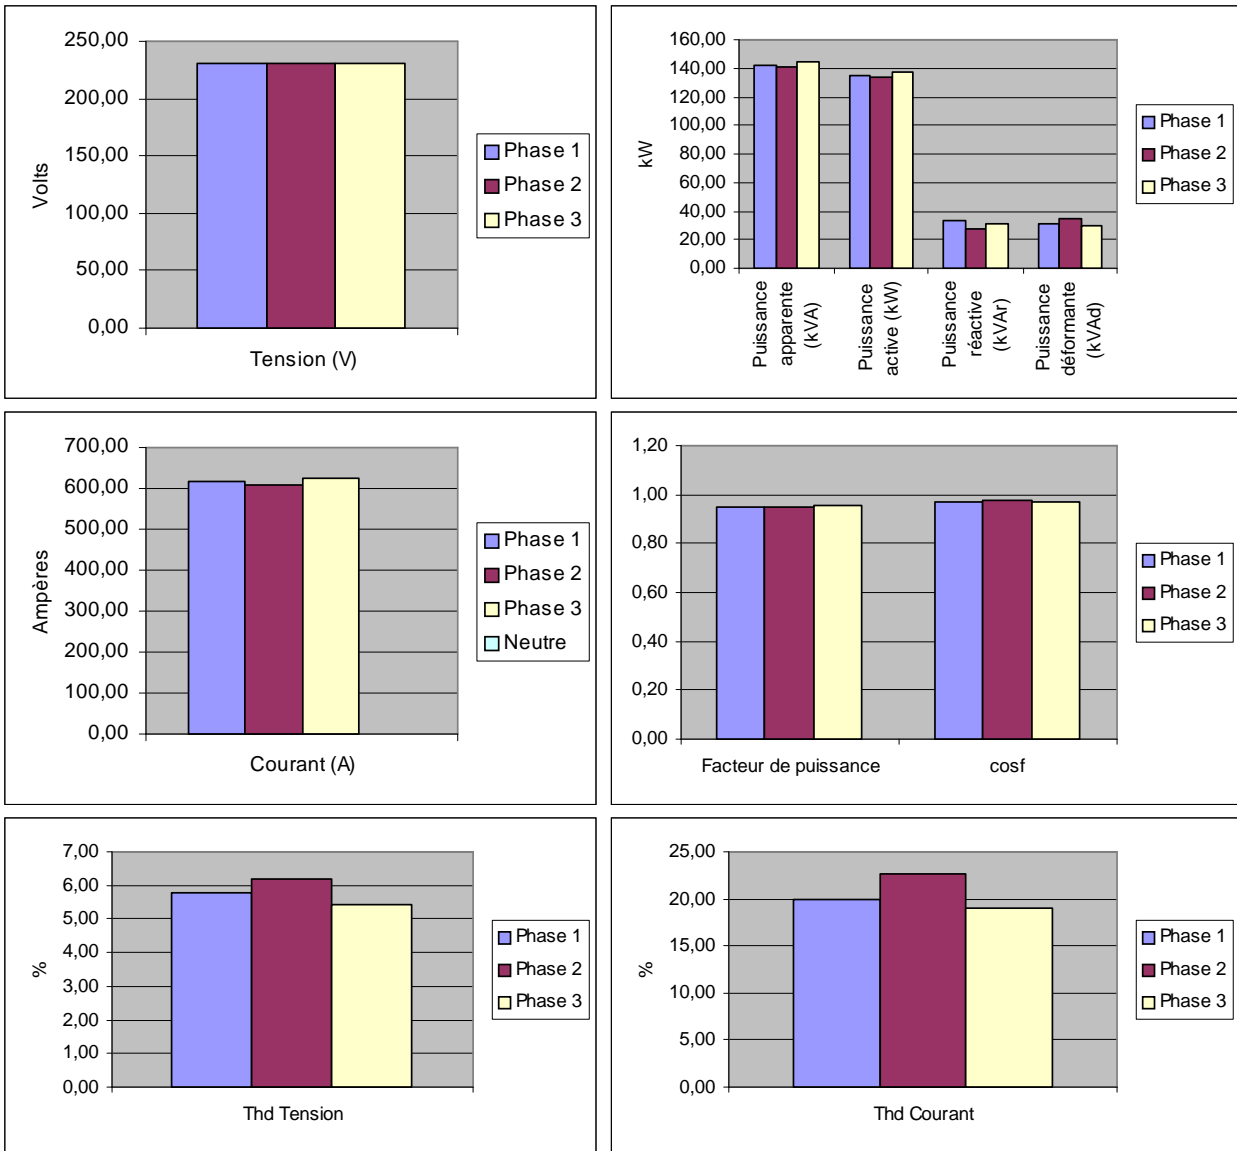 250,00
200,00
150,00
100,00
50,00
0,00
Volts
Tension (V)
Phase 1
Phase 2
Phase 3
160,00
140,00
120,00
100,00
80,00
60,00
40,00
20,00
0,00
kW
Puissance
apparente
(kVA)
Puissance
active (kW)
Puissance
réactive
(kVAr)
Puissance
déformante
(kVAd)
Phase 1
Phase 2
Phase 3
700,00
600,00
500,00
400,00
300,00
200,00
100,00
0,00
Ampères
Courant (A)
Phase 1
Phase 2
Phase 3
Neutre
1,20
1,00
0,80
0,60
0,40
0,20
0,00
Facteur de puissance
cosf
Phase 1
Phase 2
Phase 3
7,00
6,00
5,00
4,00
3,00
2,00
1,00
0,00
%
Thd Tension
Phase 1
Phase 2
Phase 3
25,00
20,00
15,00
10,00
5,00
0,00
%
Thd Courant
Phase 1
Phase 2
Phase 3